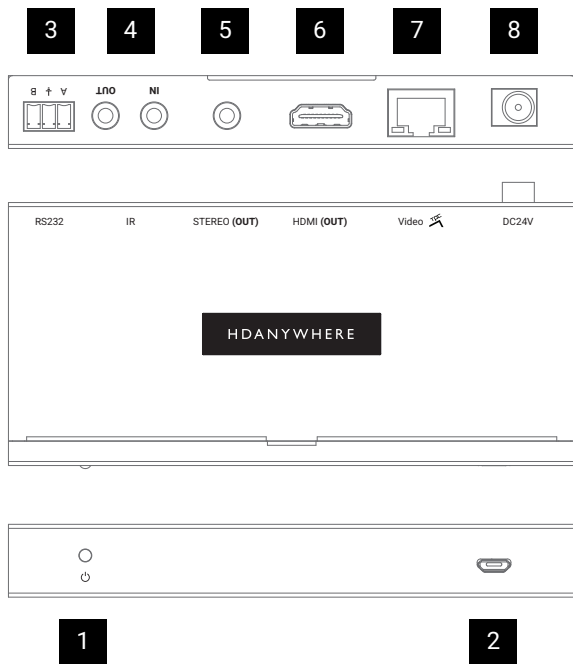 3 4 5 6 7 8
B ⏚ A OUT IN
RS232 IR STEREO (OUT) HDMI (OUT) Video TPC DC24V
HDANYWHERE
1 2